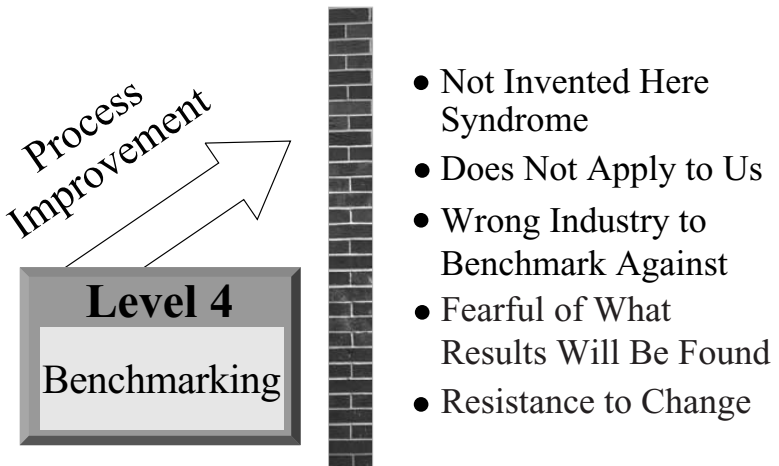 Process
Improvement
Level 4
Benchmarking
• Not Invented Here
Syndrome
• Does Not Apply to Us
• Wrong Industry to
Benchmark Against
• Fearful of What
Results Will Be Found
• Resistance to Change